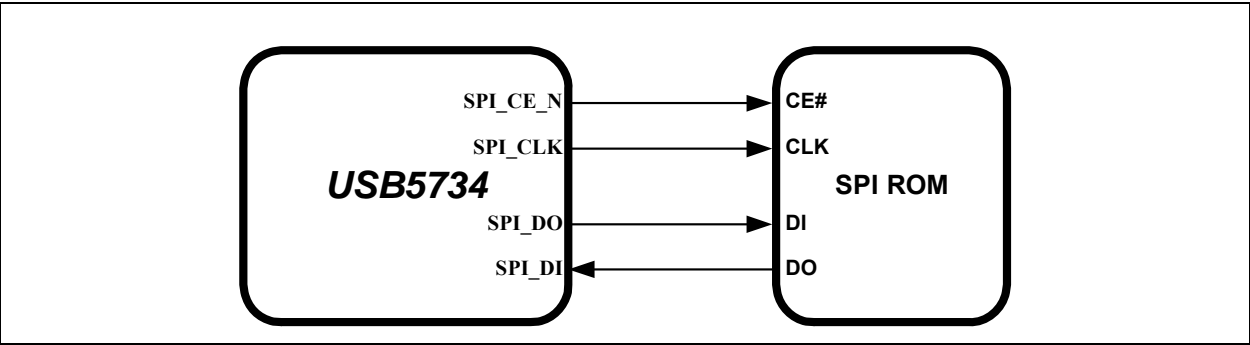 SPI_CE_N
CE#
SPI_CLK
CLK
USB5734
SPI ROM
SPI_DO
DI
SPI_DI
DO